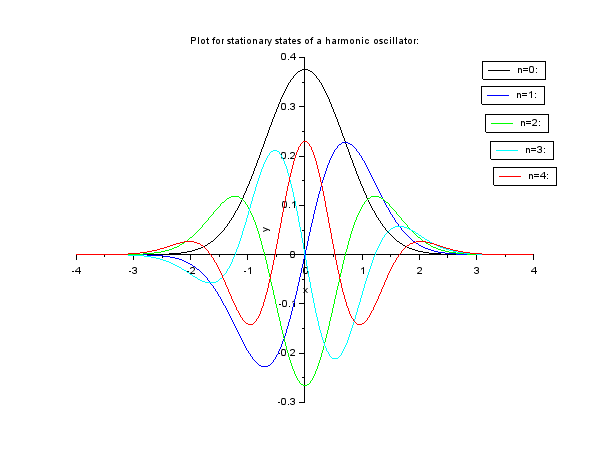 Plot for stationary states of a harmonic oscillator:
0.4
n=0:
n=1:
0.3
n=2:
n=3:
0.2
n=4:
0.1
y
0
-4
-3
-2
-1
0
1
2
3
4
x
-0.1
-0.2
-0.3